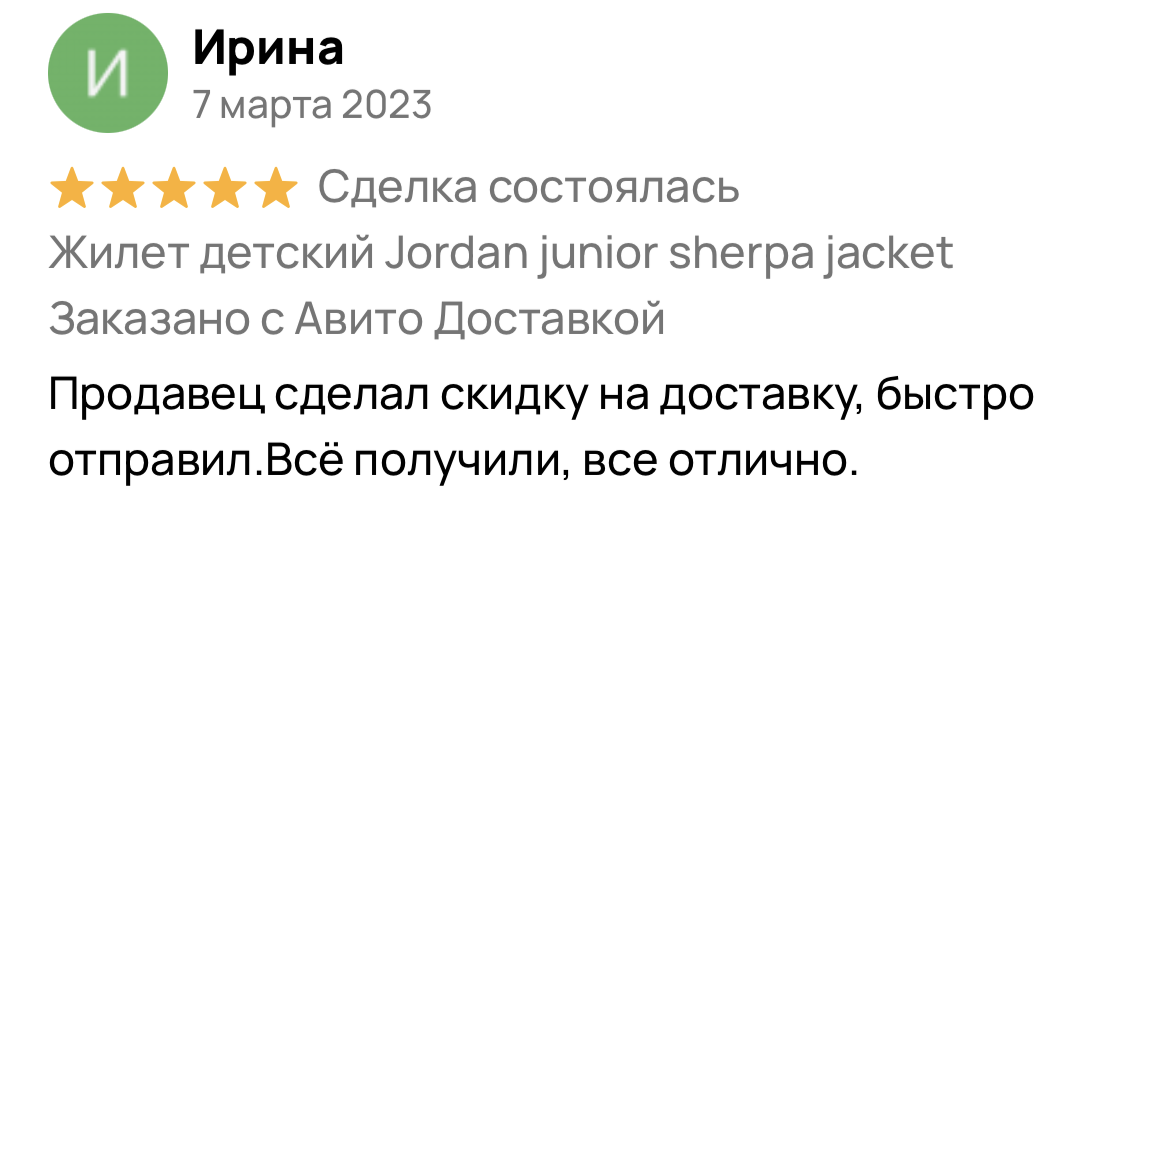 И
Ирина
7 марта 2023
Сделка состоялась
Жилет детский Jordan junior sherpa jacket
Заказано с Авито Доставкой
Продавец сделал скидку на доставку, быстро
отправил.Всё получили, все отлично.